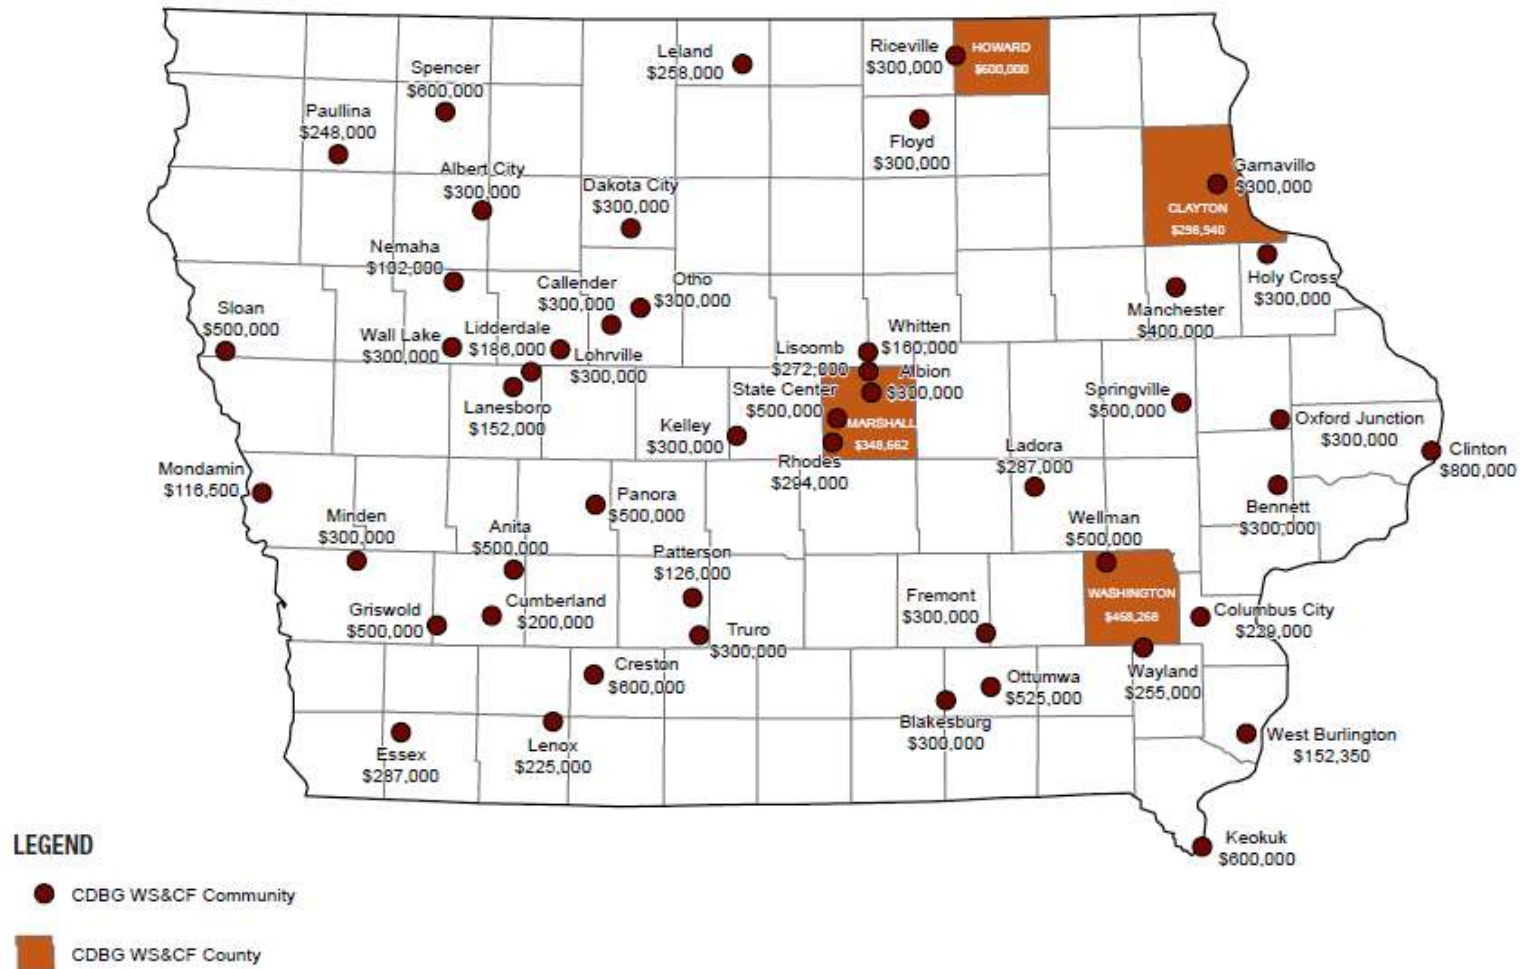 Leland
$258,000
Riceville
$300,000
HOWARD
$600,000
Spencer
$600,000
Paullina
$248,000
Floyd
$300,000
Albert City
$300,000
Dakota City
$300,000
Garnavillo
$300,000
CLAYTON
$298,940
Nemaha
$132,000
Callender
$300,000
Otho
$300,000
Holy Cross
$300,000
Manchester
$400,000
Sloan
$500,000
Wall Lake
$300,000
Lidderdale
$186,000
Lohrville
$300,000
Whitten
$160,000
Liscomb
$272,000
Albion
$300,000
State Center
$500,000
MARSHALL
$348,662
Lanesboro
$152,000
Kelley
$300,000
Rhodes
$294,000
Springville
$500,000
Oxford Junction
$300,000
Ladora
$287,000
Clinton
$800,000
Mondamin
$116,500
Panora
$500,000
Bennett
$300,000
Minden
$300,000
Anita
$500,000
Wellman
$500,000
Patterson
$126,000
WASHINGTON
$468,268
Griswold
$500,000
Cumberland
$200,000
Fremont
$300,000
Columbus City
$229,000
Truro
$300,000
Creston
$600,000
Wayland
$255,000
Ottumwa
$525,000
Blakesburg
$300,000
Essex
$287,000
Lenox
$225,000
West Burlington
$152,350
Keokuk
$600,000
LEGEND
CDBG WS&CF Community
CDBG WS&CF County